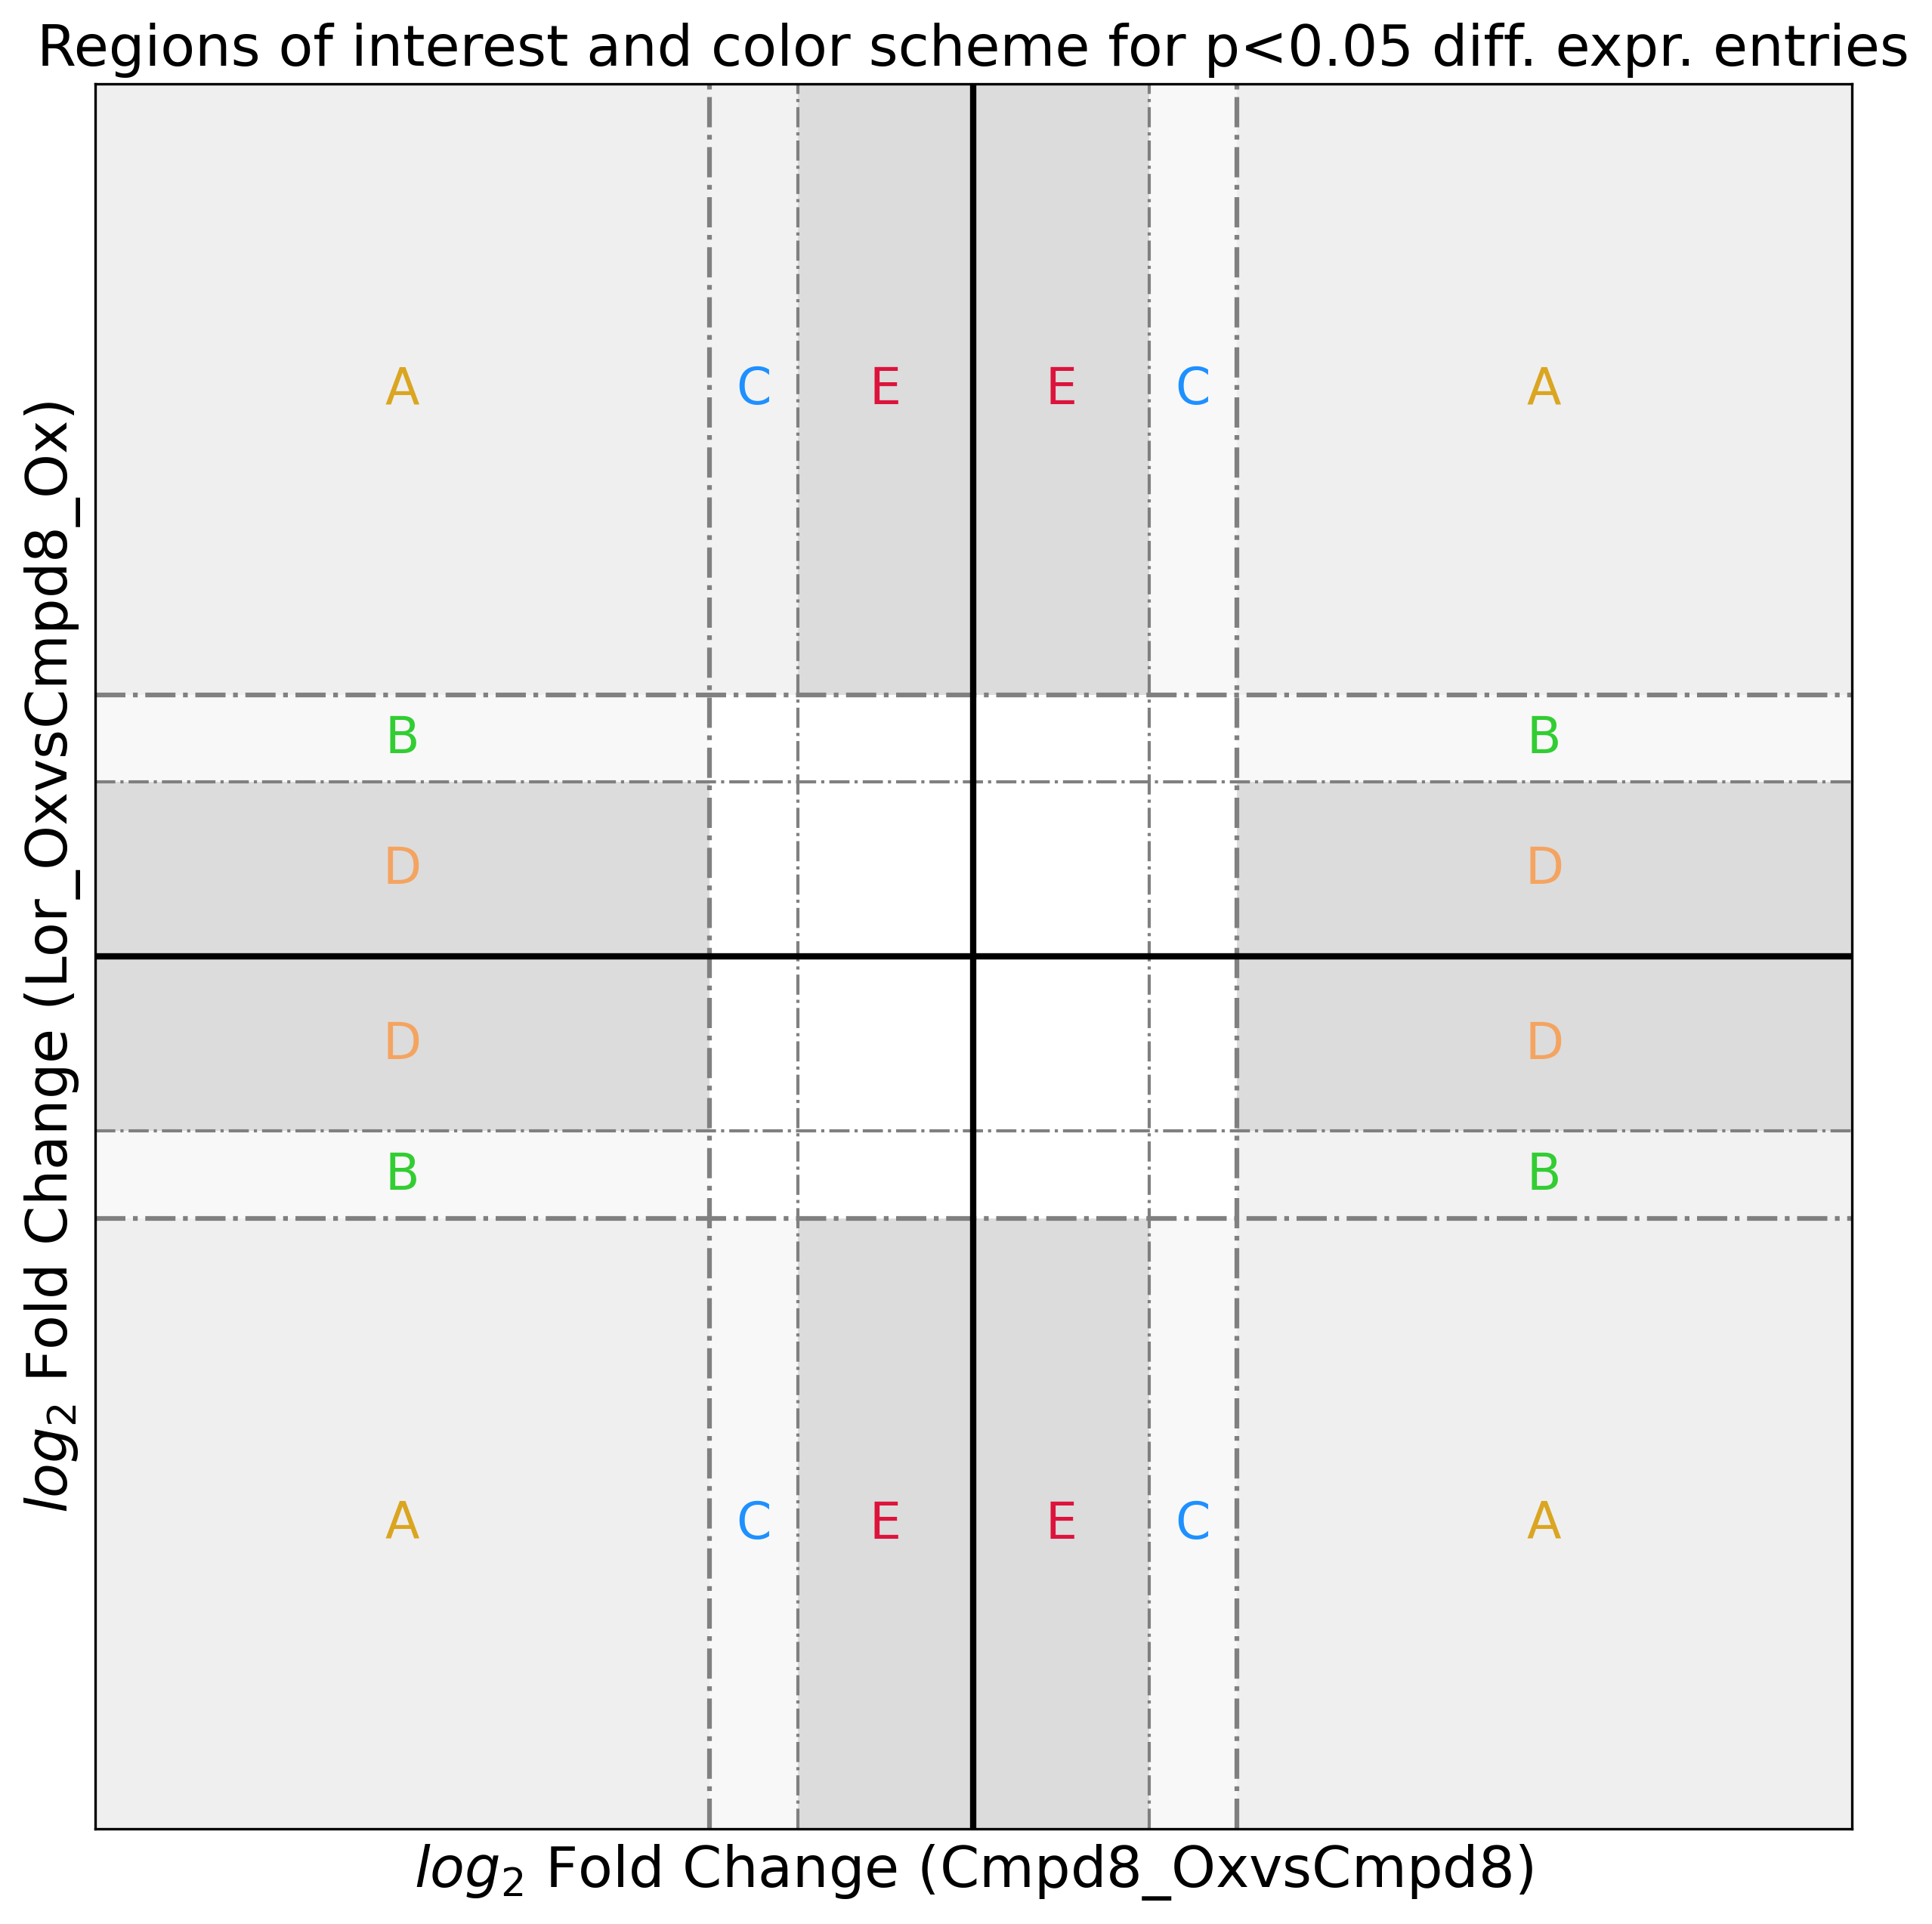 Regions of interest and color scheme for p<0.05 diff. expr. entries
log₂ Fold Change (Lor_OxvsCmpd8_Ox)
A C E E C A
B B
D D
D D
B B
A C E E C A
log₂ Fold Change (Cmpd8_OxvsCmpd8)